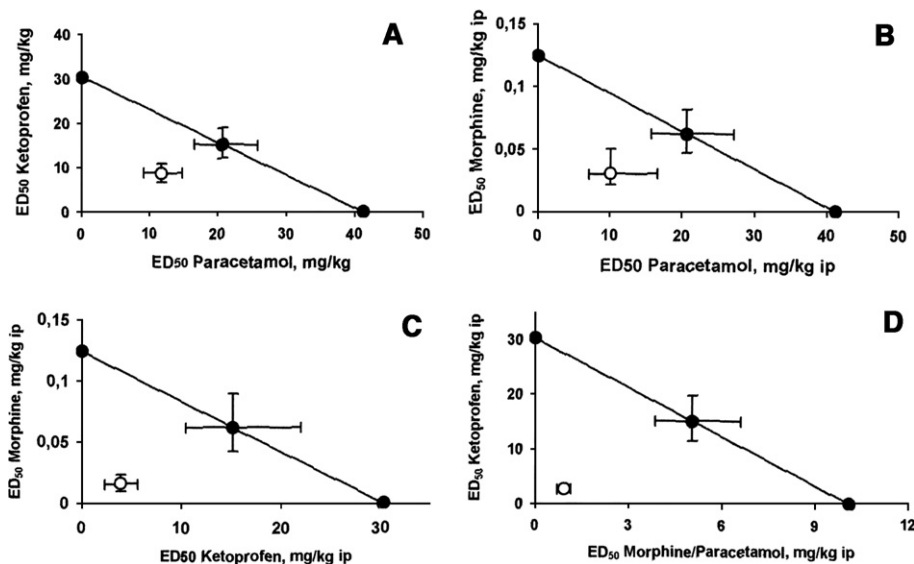 A
ED50 Ketoprofen, mg/kg
40
30
20
10
0
0 10 20 30 40 50
ED50 Paracetamol, mg/kg
B
ED50 Morphine, mg/kg ip
0,15
0,1
0,05
0
0 10 20 30 40 50
ED50 Paracetamol, mg/kg ip
C
ED50 Morphine, mg/kg ip
0,15
0,1
0,05
0
0 10 20 30
ED50 Ketoprofen, mg/kg ip
D
ED50 Ketoprofen, mg/kg ip
30
20
10
0
0 3 6 9 12
ED50 Morphine/Paracetamol, mg/kg ip